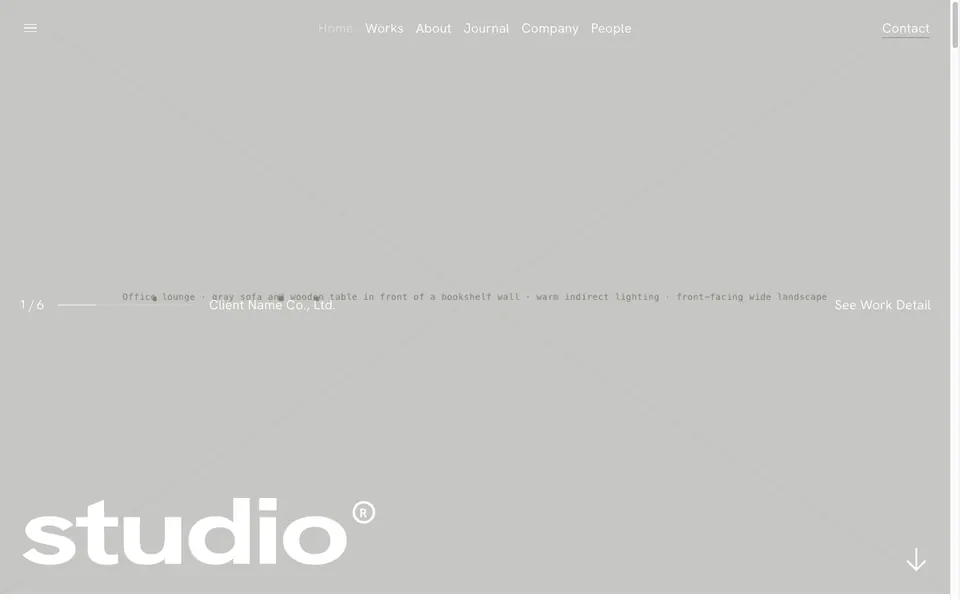 Home Works About Journal Company People Contact
Office lounge · gray sofa and wooden table in front of a bookshelf wall · warm indirect lighting · front-facing wide landscape
1 / 6 Client Name Co., Ltd. See Work Detail
studio®